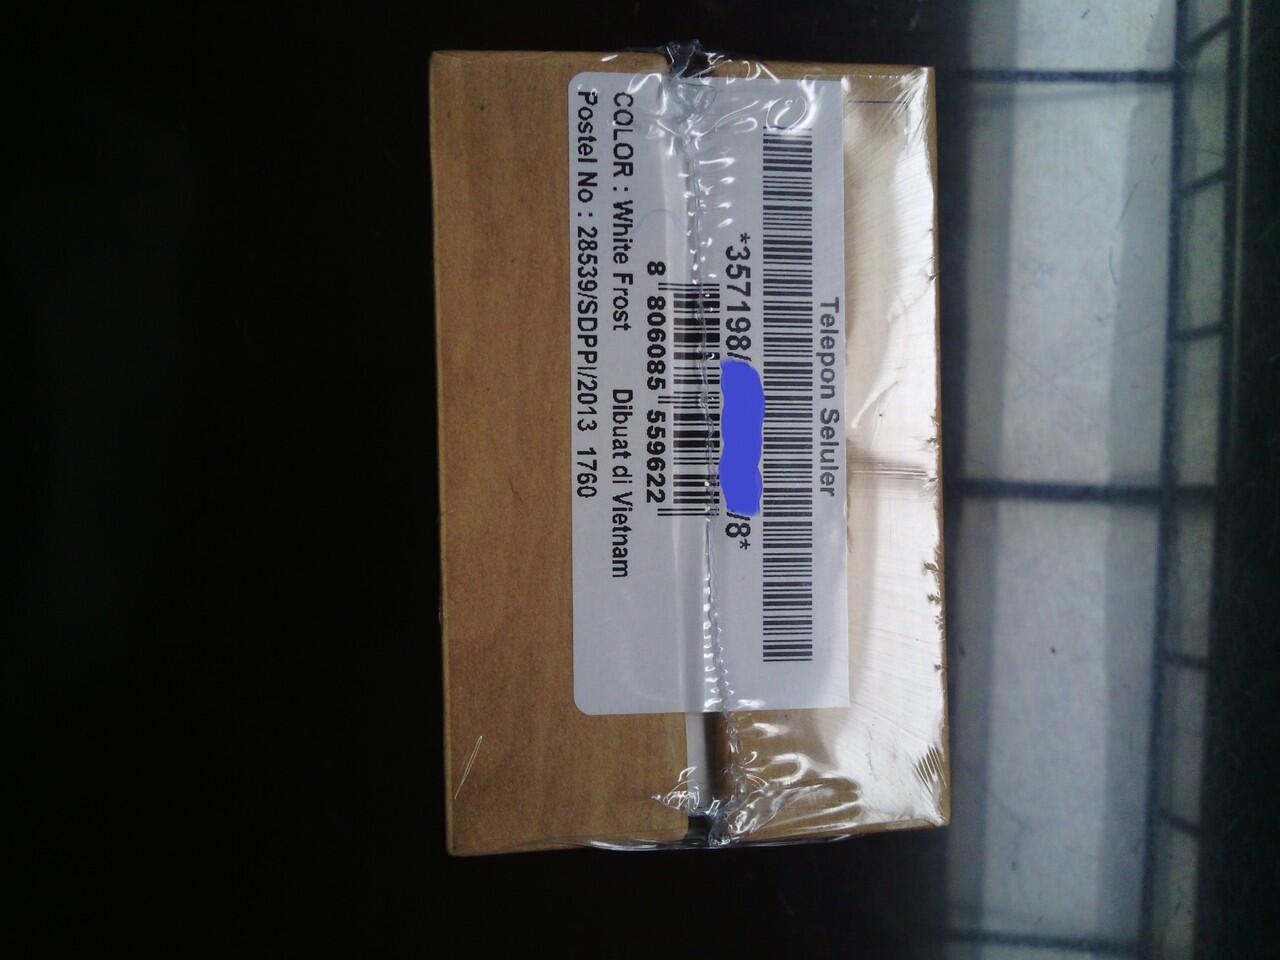 Telepon Seluler
*357198/ /8*
8 806085 559622
COLOR : White Frost Dibuat di Vietnam
Postel No : 28539/SDPPI/2013 1760